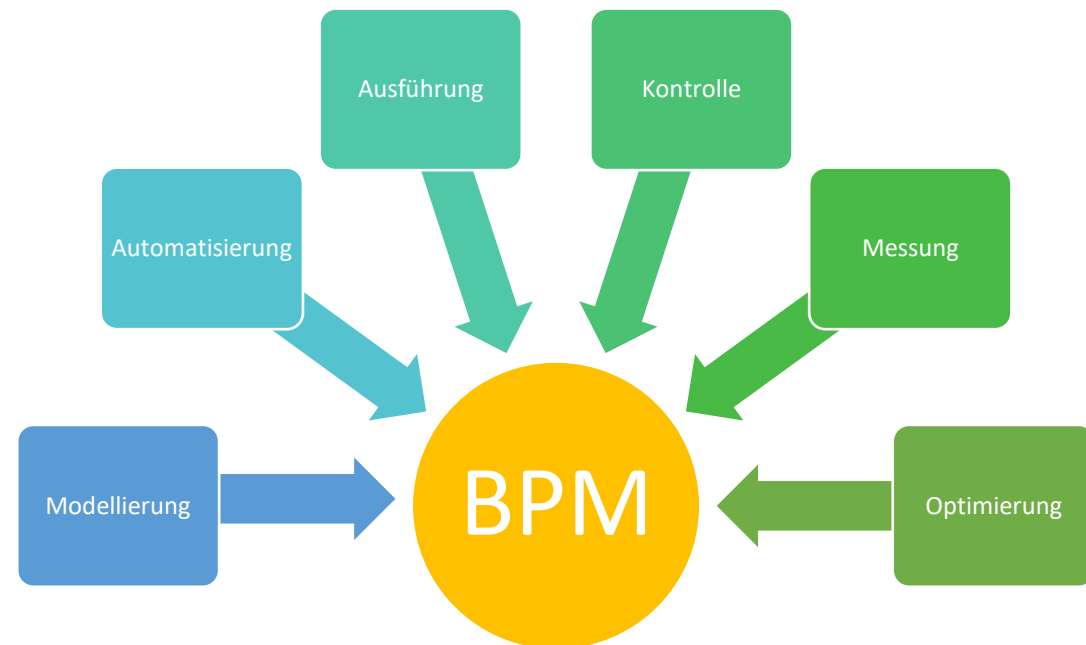 Ausführung
Kontrolle
Automatisierung
Messung
Modellierung
BPM
Optimierung